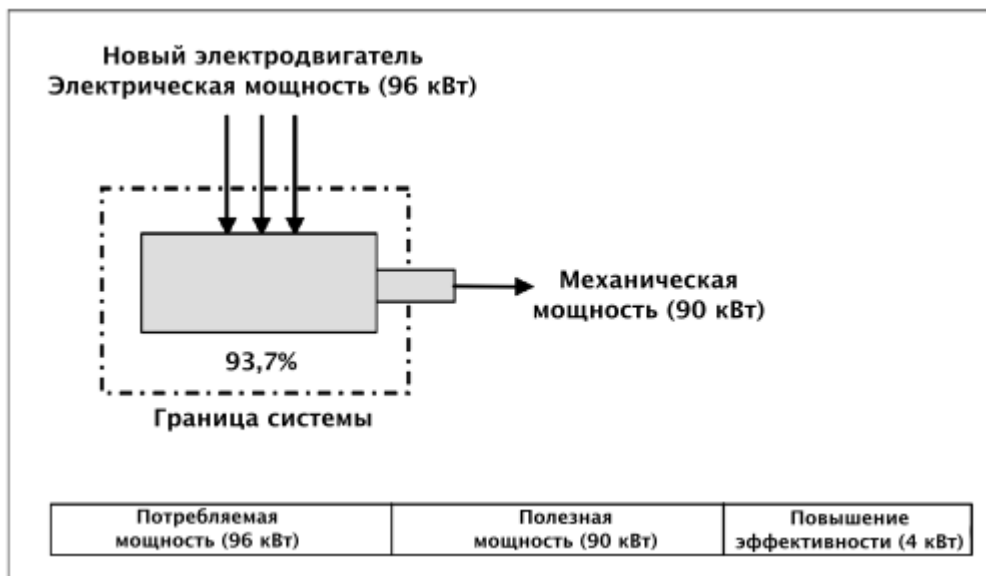 Новый электродвигатель
Электрическая мощность (96 кВт)
Механическая
мощность (90 кВт)
93,7%
Граница системы
Потребляемая
мощность (96 кВт)
Полезная
мощность (90 кВт)
Повышение
эффективности (4 кВт)